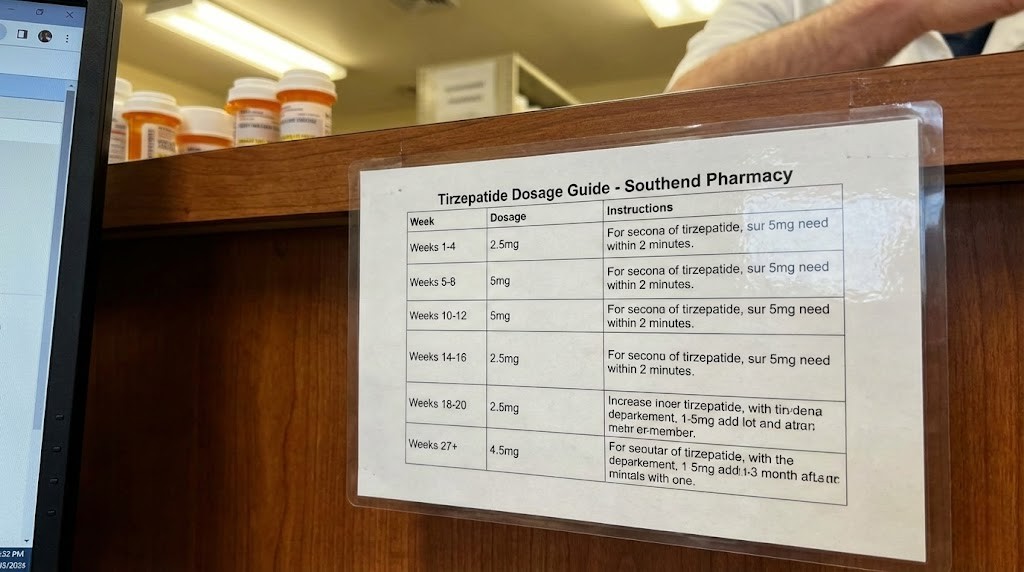 Tirzepatide Dosage Guide - Southend Pharmacy
Week Dosage Instructions
Weeks 1-4 2.5mg For secona of tirzepatide, sur 5mg need
within 2 minutes.
Weeks 5-8 5mg For secona of tirzepatide, sur 5mg need
within 2 minutes.
Weeks 10-12 5mg For secona of tirzepatide, sur 5mg need
within 2 minutes.
Weeks 14-16 2.5mg For secona of tirzepatide, sur 5mg need
within 2 minutes.
Weeks 18-20 2.5mg Increase inoer tirzepatide, with
deparkement, 1-5mg add lot and
er-member.
Weeks 27+ 4.5mg For seoutar of tirzepatide, with the
deparkement, 1 5mg add 1-3 month
mintals with one.
:52 PM